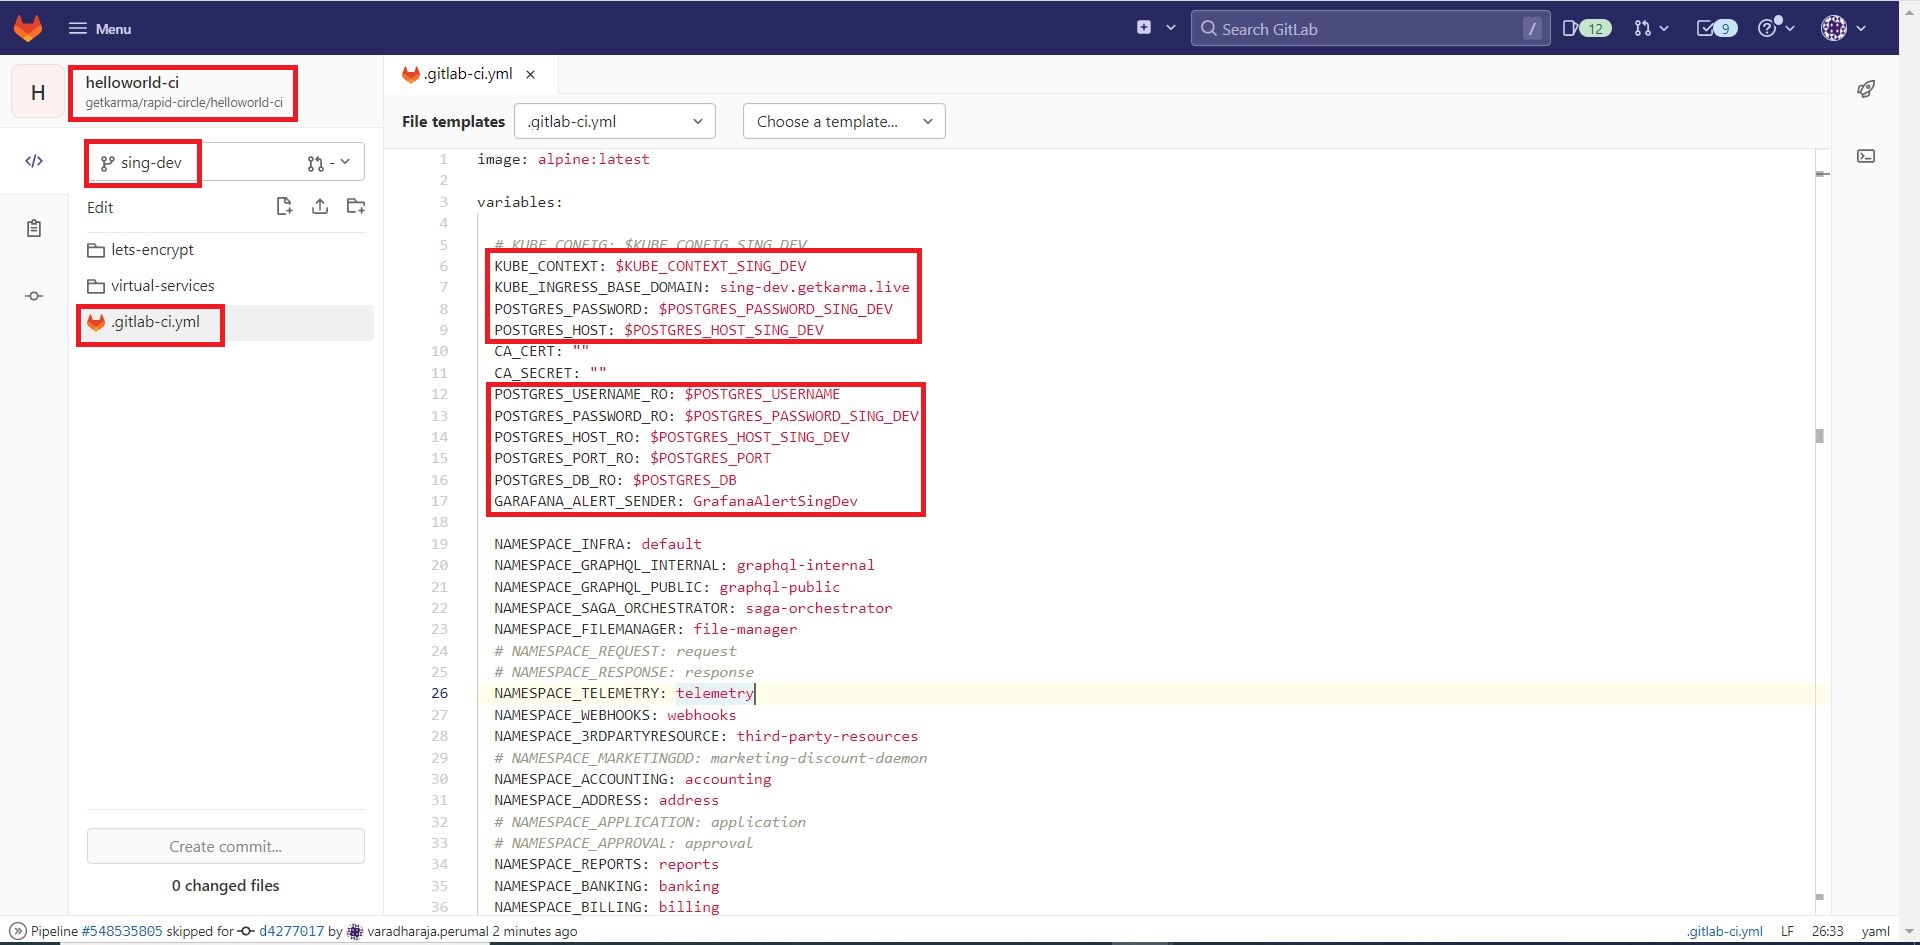 Menu
Search GitLab /
12
9
H
helloworld-ci
getkarma/rapid-circle/helloworld-ci
sing-dev
-
Edit
lets-encrypt
virtual-services
.gitlab-ci.yml
Create commit...
0 changed files
.gitlab-ci.yml ×
File templates .gitlab-ci.yml Choose a template...
1 image: alpine:latest
2
3 variables:
4
5 # KUBE_CONFIG: $KUBE_CONFIG_SING_DEV
6 KUBE_CONTEXT: $KUBE_CONTEXT_SING_DEV
7 KUBE_INGRESS_BASE_DOMAIN: sing-dev.getkarma.live
8 POSTGRES_PASSWORD: $POSTGRES_PASSWORD_SING_DEV
9 POSTGRES_HOST: $POSTGRES_HOST_SING_DEV
10 CA_CERT: ""
11 CA_SECRET: ""
12 POSTGRES_USERNAME_RO: $POSTGRES_USERNAME
13 POSTGRES_PASSWORD_RO: $POSTGRES_PASSWORD_SING_DEV
14 POSTGRES_HOST_RO: $POSTGRES_HOST_SING_DEV
15 POSTGRES_PORT_RO: $POSTGRES_PORT
16 POSTGRES_DB_RO: $POSTGRES_DB
17 GARAFANA_ALERT_SENDER: GrafanaAlertSingDev
18
19 NAMESPACE_INFRA: default
20 NAMESPACE_GRAPHQL_INTERNAL: graphql-internal
21 NAMESPACE_GRAPHQL_PUBLIC: graphql-public
22 NAMESPACE_SAGA_ORCHESTRATOR: saga-orchestrator
23 NAMESPACE_FILEMANAGER: file-manager
24 # NAMESPACE_REQUEST: request
25 # NAMESPACE_RESPONSE: response
26 NAMESPACE_TELEMETRY: telemetry
27 NAMESPACE_WEBHOOKS: webhooks
28 NAMESPACE_3RDPARTYRESOURCE: third-party-resources
29 # NAMESPACE_MARKETINGDD: marketing-discount-daemon
30 NAMESPACE_ACCOUNTING: accounting
31 NAMESPACE_ADDRESS: address
32 # NAMESPACE_APPLICATION: application
33 # NAMESPACE_APPROVAL: approval
34 NAMESPACE_REPORTS: reports
35 NAMESPACE_BANKING: banking
36 NAMESPACE_BILLING: billing
Pipeline #548535805 skipped for d4277017 by varadharaja.perumal 2 minutes ago
.gitlab-ci.yml LF 26:33 yaml